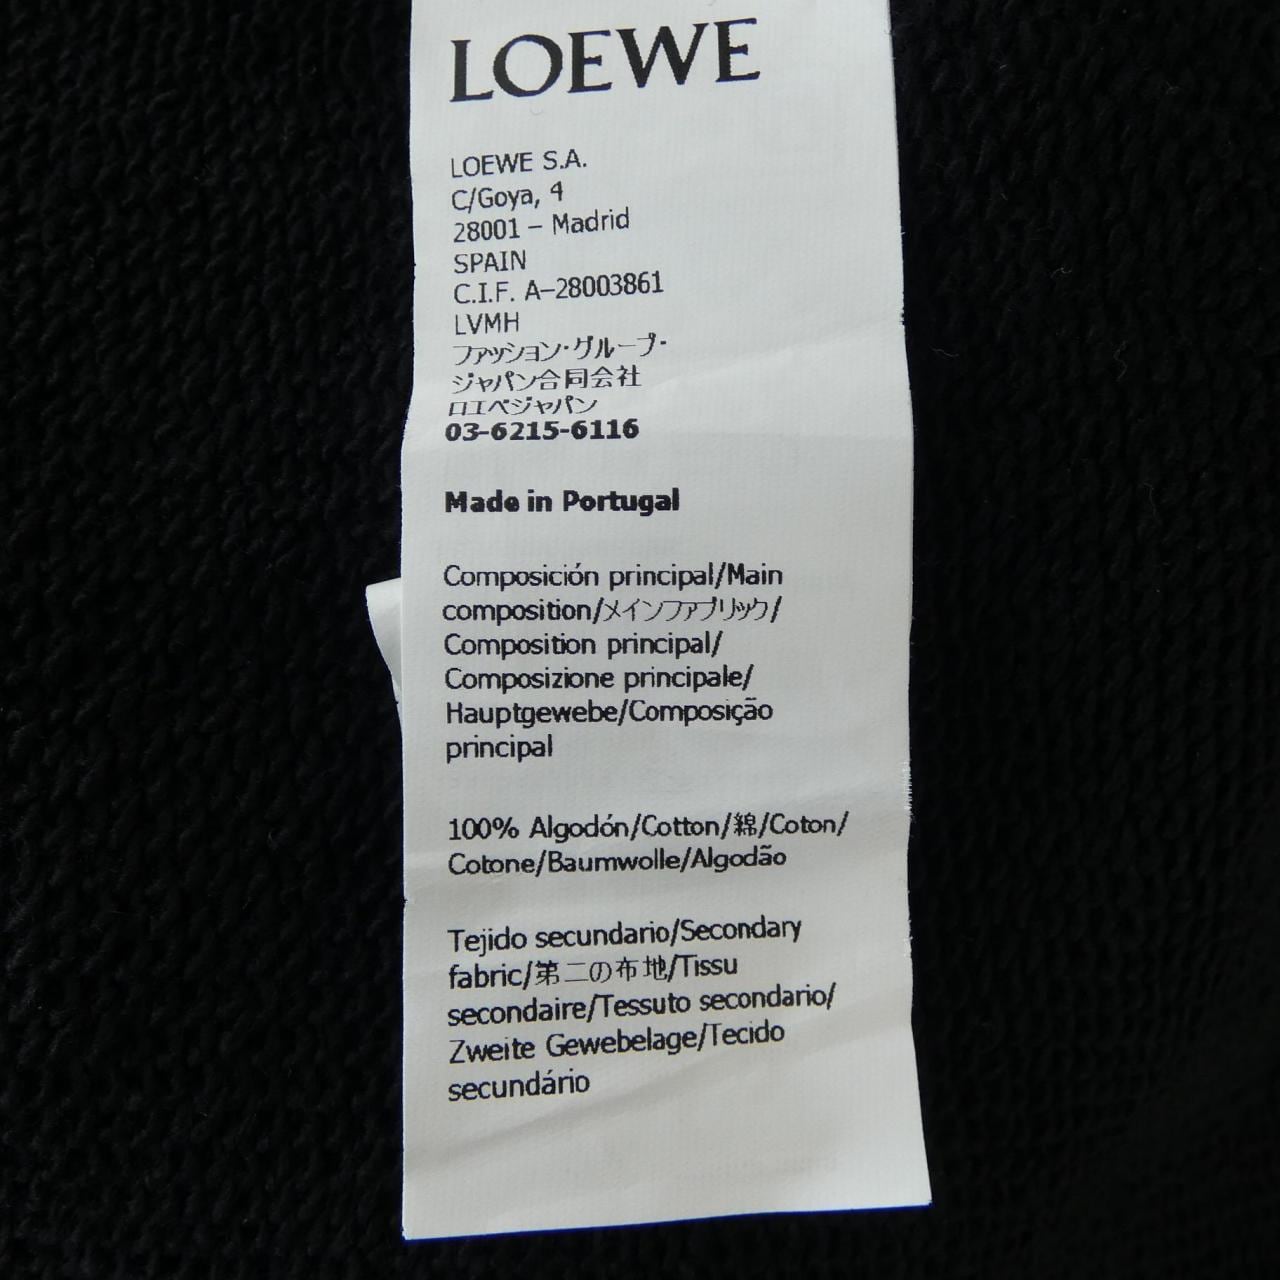 LOEWE
LOEWE S.A.
C/Goya, 4
28001 – Madrid
SPAIN
C.I.F. A–28003861
LVMH
ファッション・グループ・
ジャパン合同会社
ロエベジャパン
03-6215-6116
Made in Portugal
Composición principal/Main
composition/メインファブリック/
Composition principal/
Composizione principale/
Hauptgewebe/Composição
principal
100% Algodón/Cotton/綿/Coton/
Cotone/Baumwolle/Algodão
Tejido secundario/Secondary
fabric/第二の布地/Tissu
secondaire/Tessuto secondario/
Zweite Gewebelage/Tecido
secundário